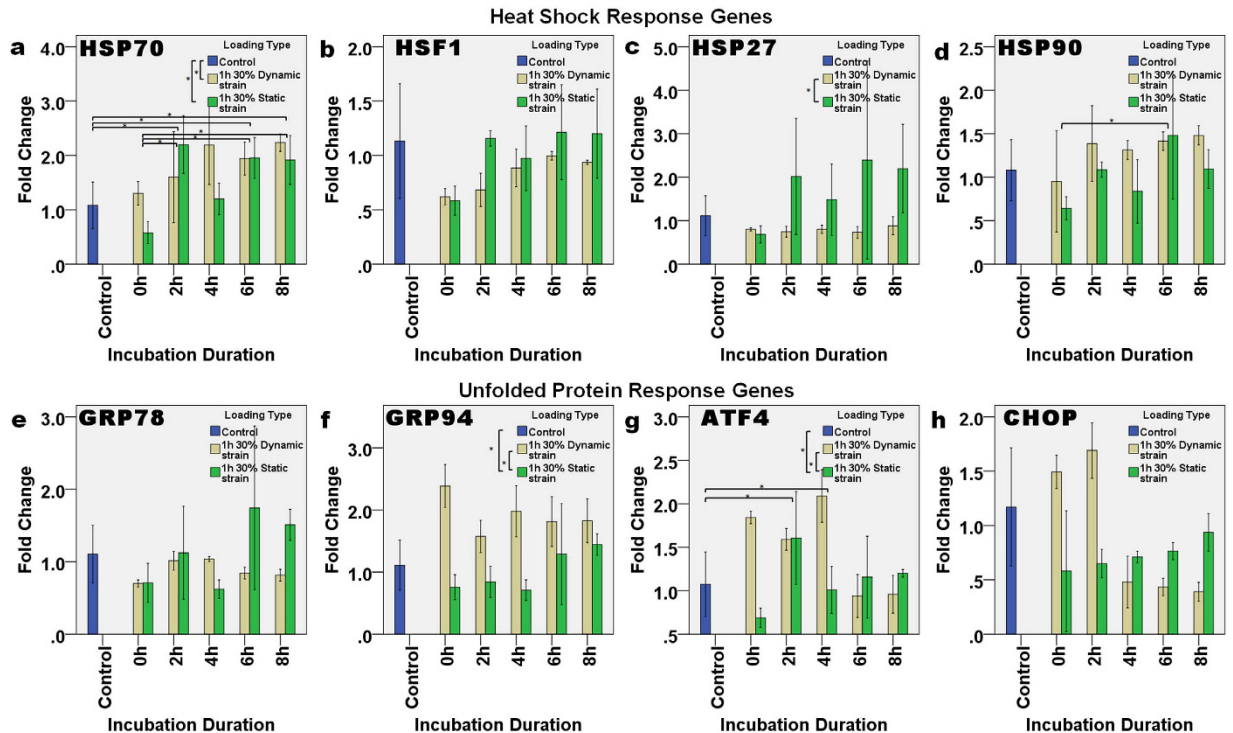 Heat Shock Response Genes
a HSP70
Loading Type
Control
1h 30% Dynamic
strain
1h 30% Static
strain
*
*
*
*
*
*
*
*
4.0
3.0
2.0
1.0
.0
Fold Change
Control
0h
2h
4h
6h
8h
Incubation Duration
b HSF1
Loading Type
Control
1h 30% Dynamic
strain
1h 30% Static
strain
2.0
1.5
1.0
.5
.0
Fold Change
Control
0h
2h
4h
6h
8h
Incubation Duration
c HSP27
Loading Type
Control
1h 30% Dynamic
strain
1h 30% Static
strain
*
5.0
4.0
3.0
2.0
1.0
.0
Fold Change
Control
0h
2h
4h
6h
8h
Incubation Duration
d HSP90
Loading Type
Control
1h 30% Dynamic
strain
1h 30% Static
strain
*
2.5
2.0
1.5
1.0
.5
.0
Fold Change
Control
0h
2h
4h
6h
8h
Incubation Duration
Unfolded Protein Response Genes
e GRP78
Loading Type
Control
1h 30% Dynamic
strain
1h 30% Static
strain
3.0
2.0
1.0
.0
Fold Change
Control
0h
2h
4h
6h
8h
Incubation Duration
f GRP94
Loading Type
Control
1h 30% Dynamic
strain
1h 30% Static
strain
*
*
3.0
2.0
1.0
.0
Fold Change
Control
0h
2h
4h
6h
8h
Incubation Duration
g ATF4
Loading Type
Control
1h 30% Dynamic
strain
1h 30% Static
strain
*
*
*
*
3.0
2.5
2.0
1.5
1.0
.5
Fold Change
Control
0h
2h
4h
6h
8h
Incubation Duration
h CHOP
Loading Type
Control
1h 30% Dynamic
strain
1h 30% Static
strain
2.0
1.5
1.0
.5
.0
Fold Change
Control
0h
2h
4h
6h
8h
Incubation Duration